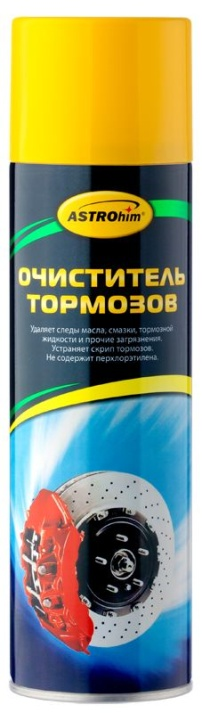 ASTROhim®
ОЧИСТИТЕЛЬ
ТОРМОЗОВ
Удаляет следы масла, смазки, тормозной
жидкости и прочие загрязнения.
Устраняет скрип тормозов.
Не содержит перхлорэтилена.